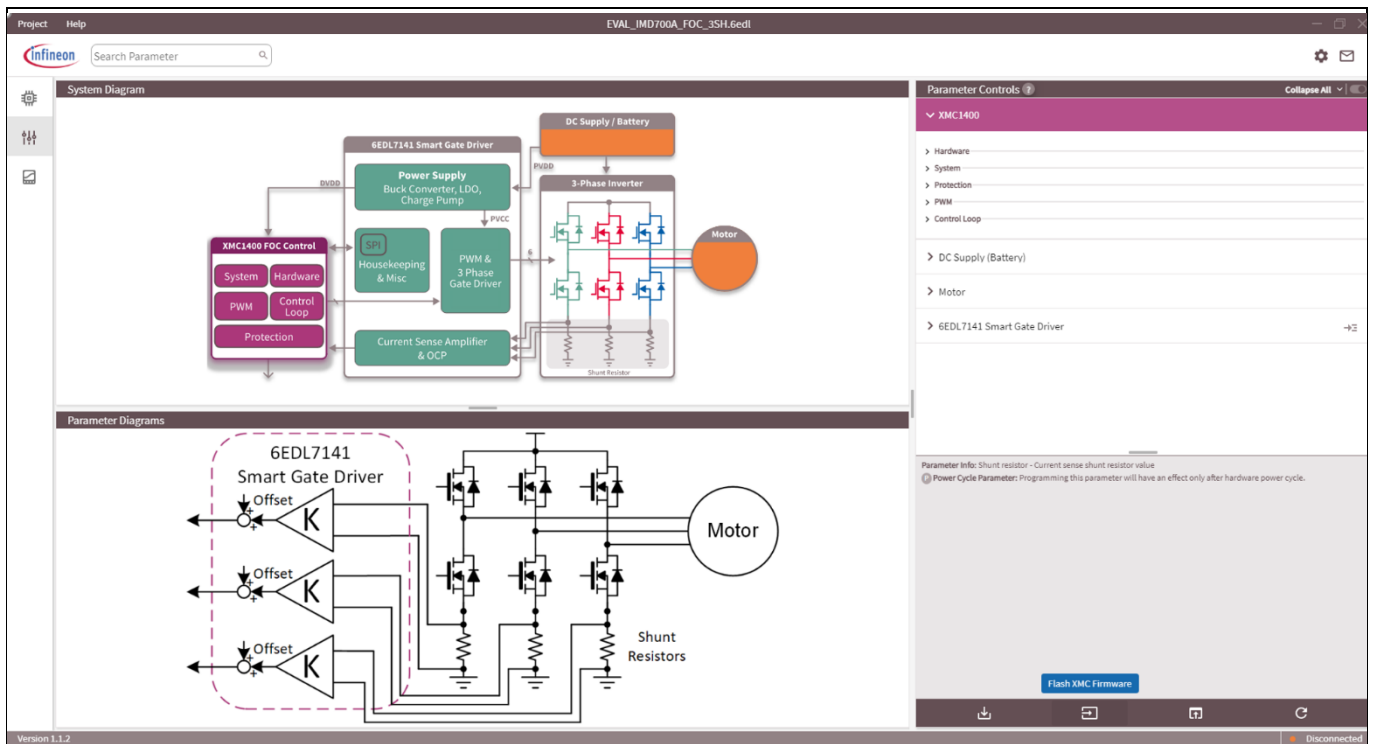 Project Help EVAL_IMD700A_FOC_3SH.6edl
infineon Search Parameter
System Diagram
DC Supply / Battery
6EDL7141 Smart Gate Driver
PVDD
Power Supply
Buck Converter, LDO,
Charge Pump
DVDD
3-Phase Inverter
PVCC
XMC1400 FOC Control
SPI
Housekeeping
& Misc
PWM &
3 Phase
Gate Driver
6
Motor
System Hardware
PWM Control
Loop
Protection
Current Sense Amplifier
& OCP
Shunt Resistor
Parameter Diagrams
6EDL7141
Smart Gate Driver
Offset
+
+
K
Motor
Offset
+
+
K
Offset
+
+
K
Shunt
Resistors
Parameter Controls ? Collapse All
XMC1400
Hardware
System
Protection
PWM
Control Loop
DC Supply (Battery)
Motor
6EDL7141 Smart Gate Driver
Parameter Info: Shunt resistor - Current sense shunt resistor value
P Power Cycle Parameter: Programming this parameter will have an effect only after hardware power cycle.
Flash XMC Firmware
Version 1.1.2 Disconnected